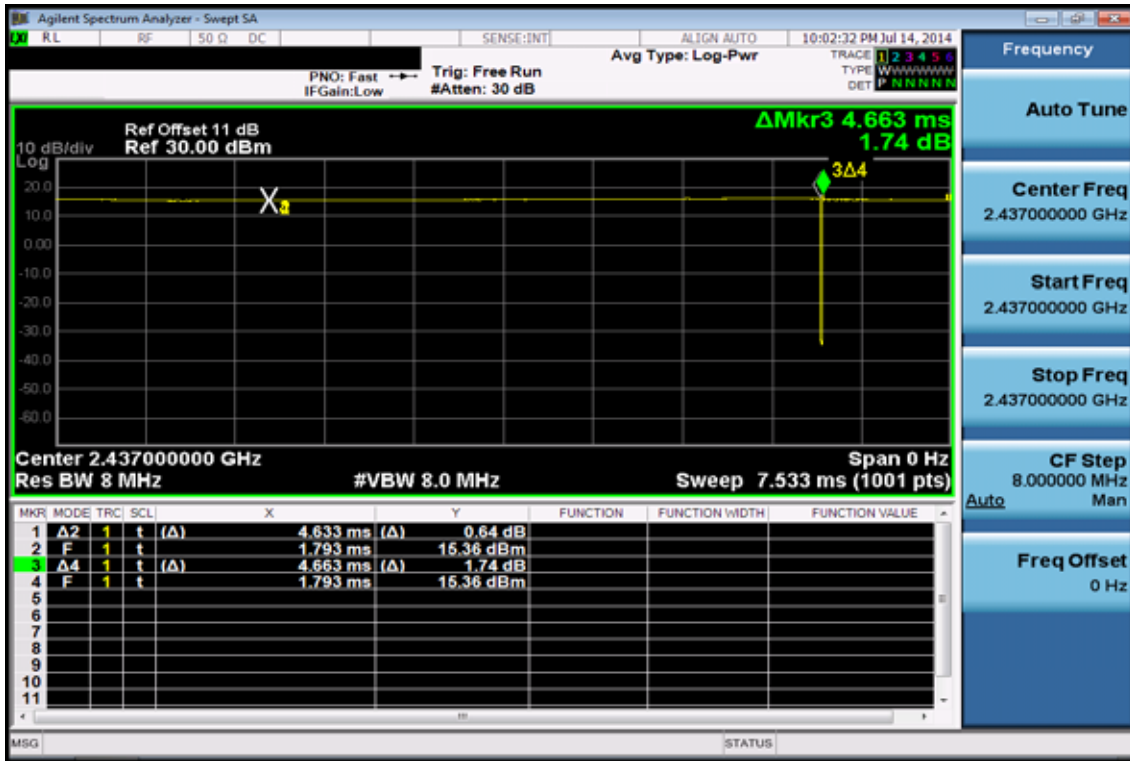 Agilent Spectrum Analyzer - Swept SA
LXI RL RF 50 Ω DC SENSE:INT ALIGN AUTO 10:02:32 PM Jul 14, 2014
Avg Type: Log-Pwr
TRACE 1 2 3 4 5 6
TYPE WWWWWW
DET P N N N N N
PNO: Fast
IFGain:Low
Trig: Free Run
#Atten: 30 dB
Frequency
Auto Tune
ΔMkr3 4.663 ms
1.74 dB
Ref Offset 11 dB
10 dB/div Ref 30.00 dBm
Log
3Δ4
20.0
10.0
0.00
-10.0
-20.0
-30.0
-40.0
-50.0
-60.0
Center 2.437000000 GHz Span 0 Hz
Res BW 8 MHz #VBW 8.0 MHz Sweep 7.533 ms (1001 pts)
Center Freq
2.437000000 GHz
Start Freq
2.437000000 GHz
Stop Freq
2.437000000 GHz
CF Step
8.000000 MHz
Auto Man
Freq Offset
0 Hz
MKR MODE TRC SCL X Y FUNCTION FUNCTION WIDTH FUNCTION VALUE
1 Δ2 1 t (Δ) 4.633 ms (Δ) 0.64 dB
2 F 1 t 1.793 ms 15.36 dBm
3 Δ4 1 t (Δ) 4.663 ms (Δ) 1.74 dB
4 F 1 t 1.793 ms 15.36 dBm
5
6
7
8
9
10
11
MSG STATUS